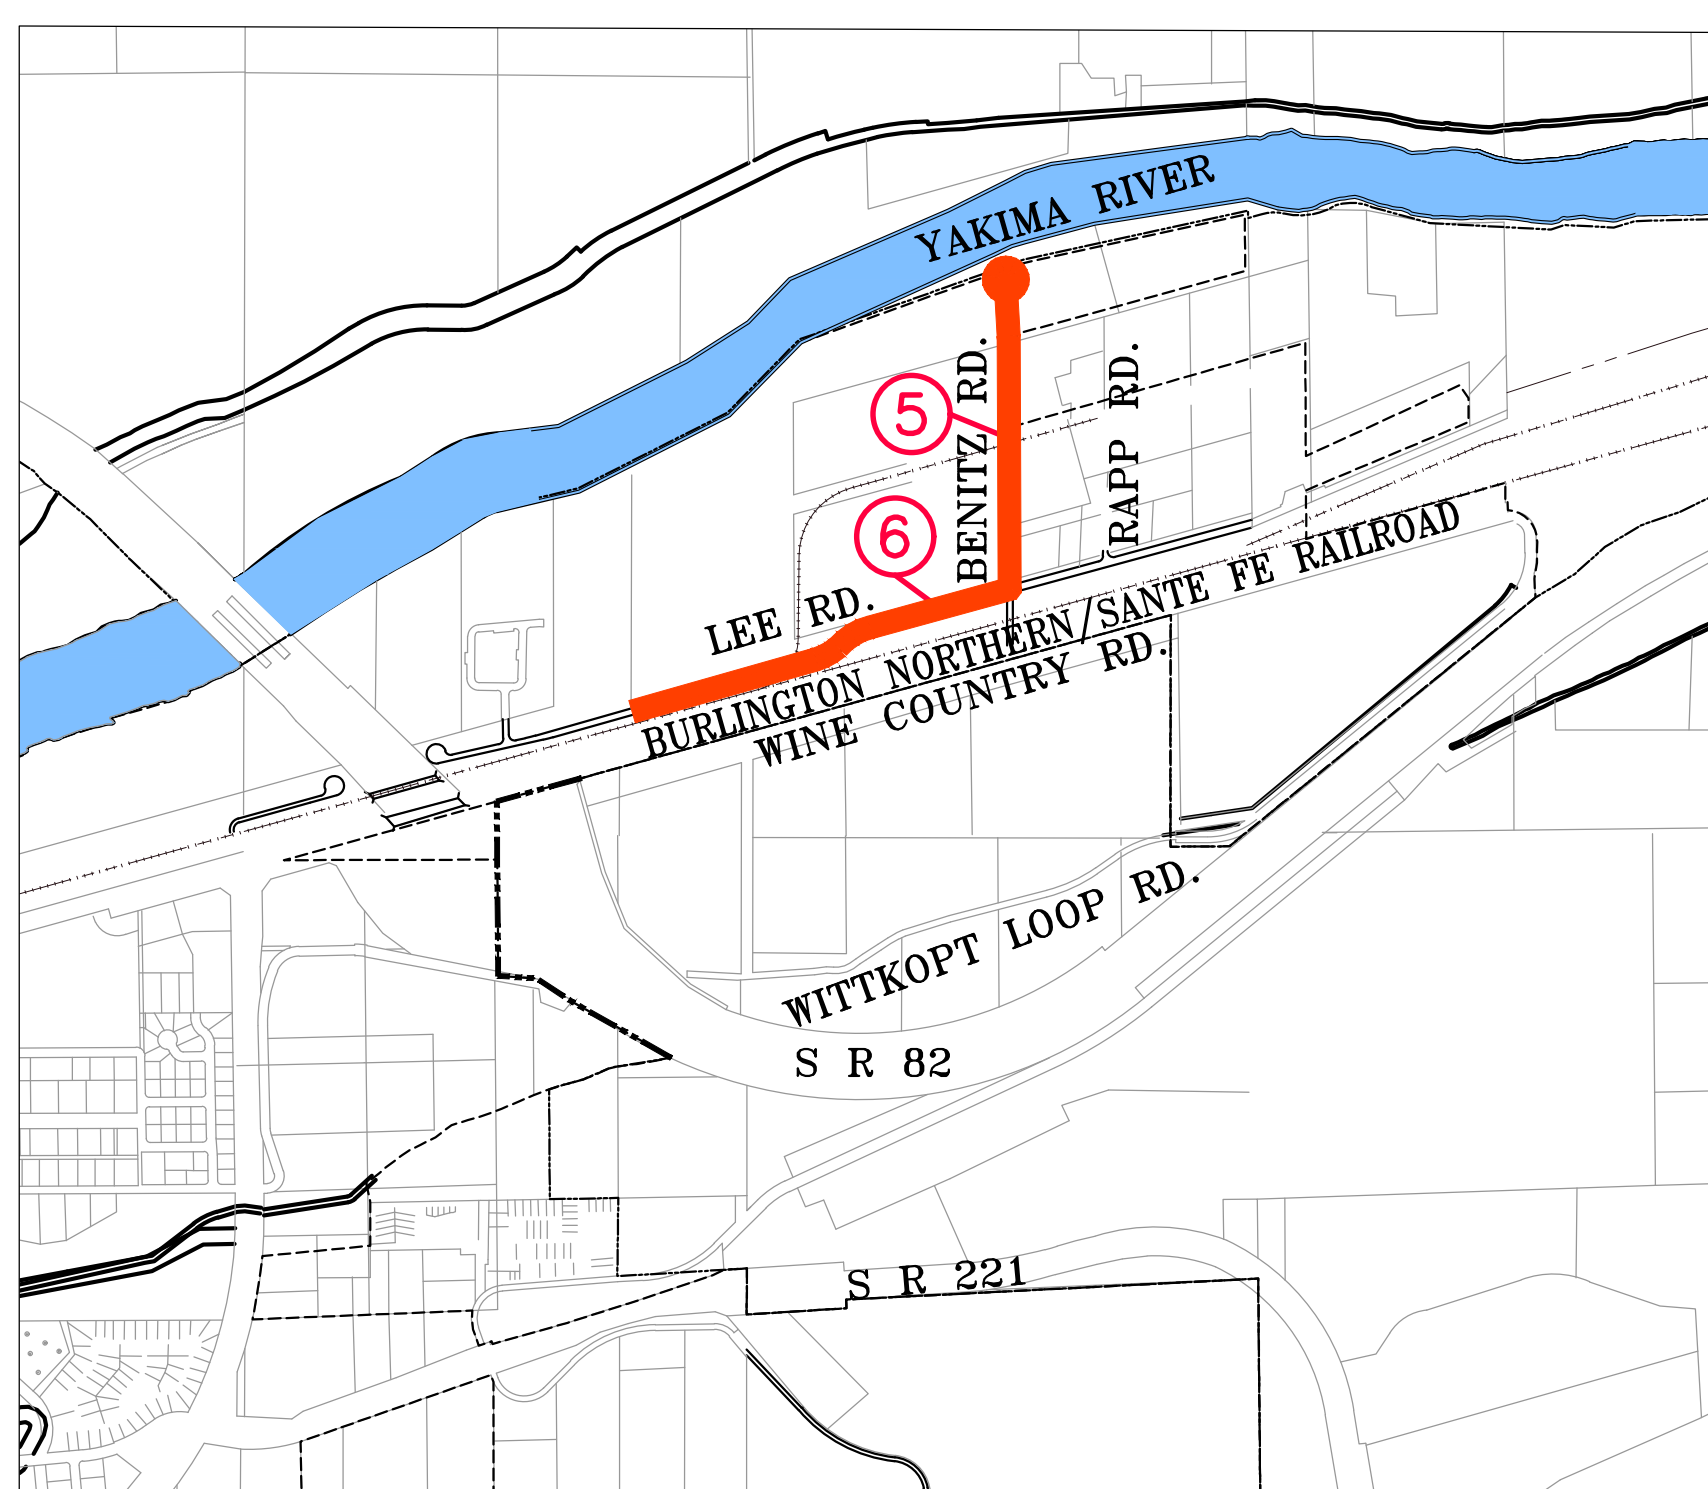 YAKIMA RIVER
BENITZ RD.
RAPP RD.
5
6
LEE RD.
BURLINGTON NORTHERN/SANTE FE RAILROAD
WINE COUNTRY RD.
WITTKOPT LOOP RD.
S R 82
S R 221